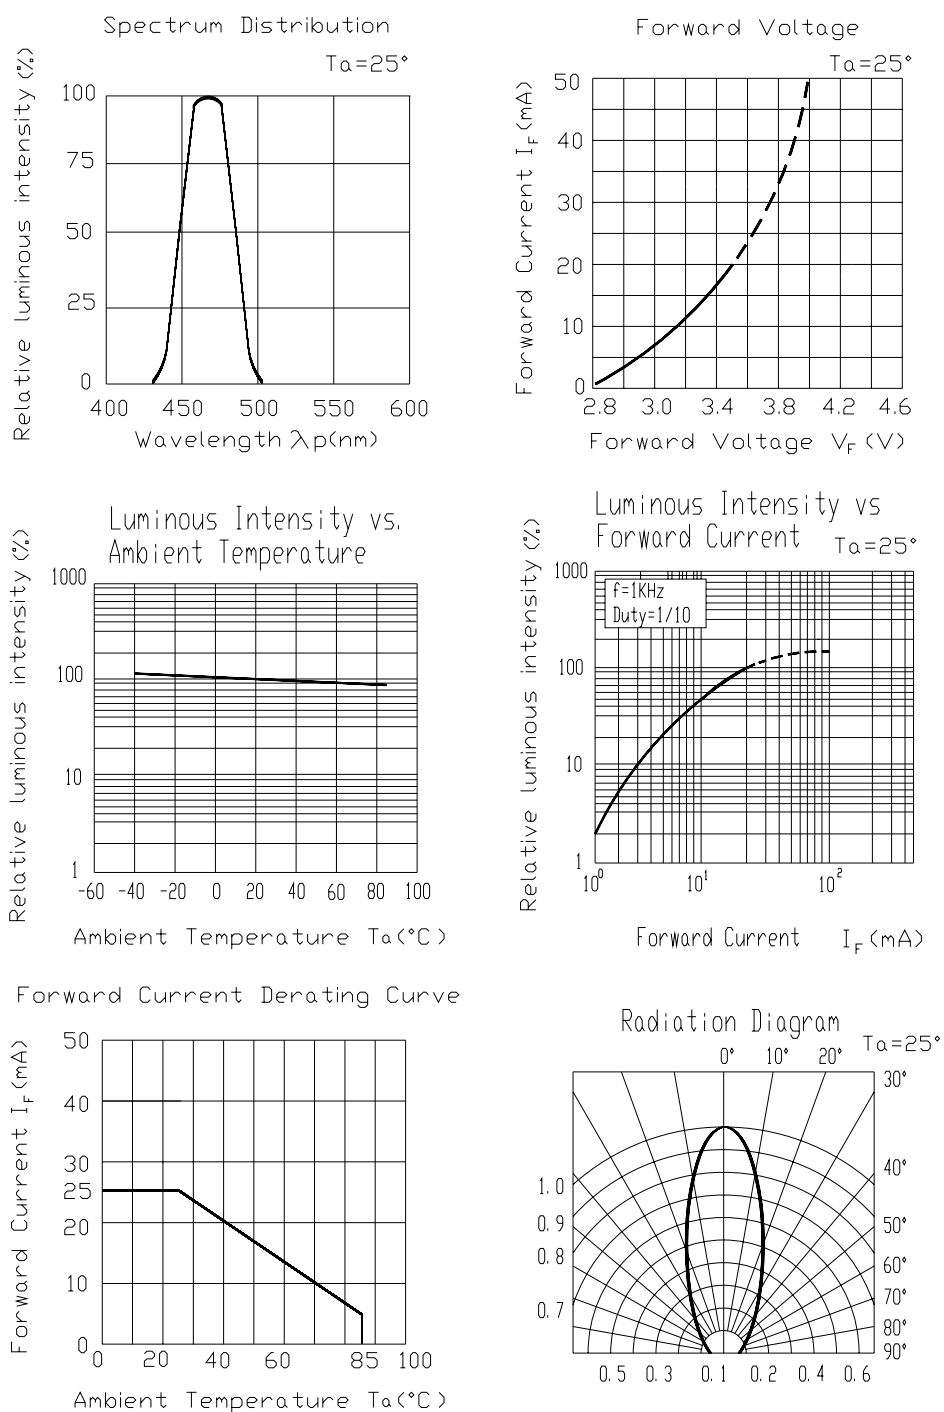 Spectrum Distribution
Ta=25°
Relative luminous intensity (%)
100
75
50
25
0
400 450 500 550 600
Wavelength λp(nm)
Forward Voltage
Ta=25°
Forward Current IF (mA)
50
40
30
20
10
0
2.8 3.0 3.4 3.8 4.2 4.6
Forward Voltage VF (V)
Luminous Intensity vs.
Ambient Temperature
Relative luminous intensity (%)
1000
100
10
1
-60 -40 -20 0 20 40 60 80 100
Ambient Temperature Ta(°C)
Luminous Intensity vs
Forward Current
Ta=25°
Relative luminous intensity (%)
f=1KHz
Duty=1/10
1000
100
10
1
10⁰ 10¹ 10²
Forward Current IF (mA)
Forward Current Derating Curve
Forward Current IF (mA)
50
40
30
25
20
10
0
0 20 40 60 85 100
Ambient Temperature Ta(°C)
Radiation Diagram
Ta=25°
0° 10° 20°
30°
40°
50°
60°
70°
80°
90°
1.0
0.9
0.8
0.7
0.5 0.3 0.1 0.2 0.4 0.6